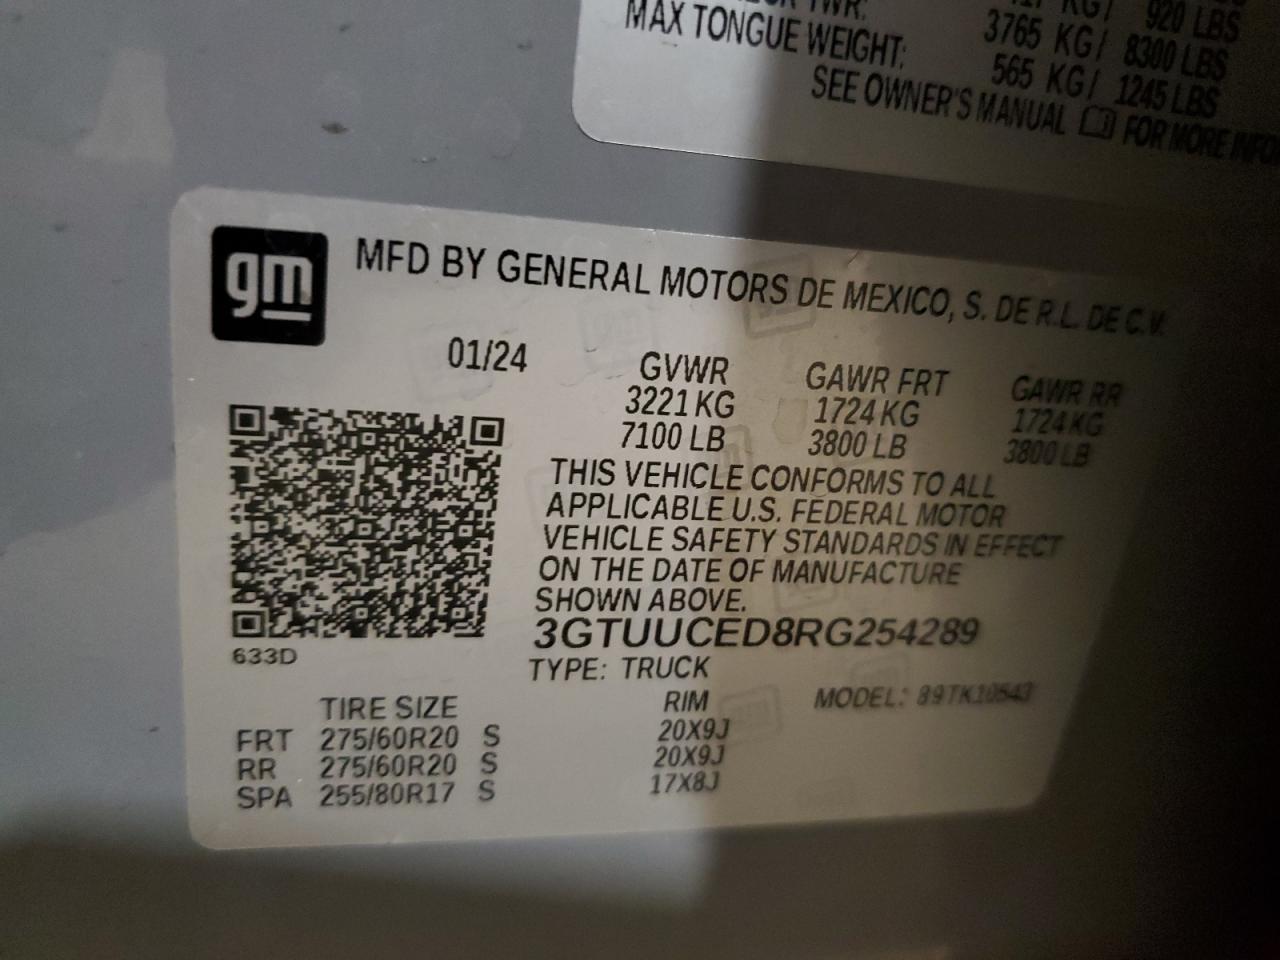 920 LBS
3765 KG/ 8300 LBS
MAX TONGUE WEIGHT: 565 KG/ 1245 LBS
SEE OWNER'S MANUAL FOR MORE
gm
MFD BY GENERAL MOTORS DE MEXICO, S. DE R.L. DE C.V.
01/24
GVWR GAWR FRT GAWR RR
3221 KG 1724 KG 1724 KG
7100 LB 3800 LB 3800 LB
THIS VEHICLE CONFORMS TO ALL
APPLICABLE U.S. FEDERAL MOTOR
VEHICLE SAFETY STANDARDS IN EFFECT
ON THE DATE OF MANUFACTURE
SHOWN ABOVE.
3GTUUCED8RG254289
633D
TYPE: TRUCK
MODEL: 89TK10543
TIRE SIZE RIM
FRT 275/60R20 S 20X9J
RR 275/60R20 S 20X9J
SPA 255/80R17 S 17X8J